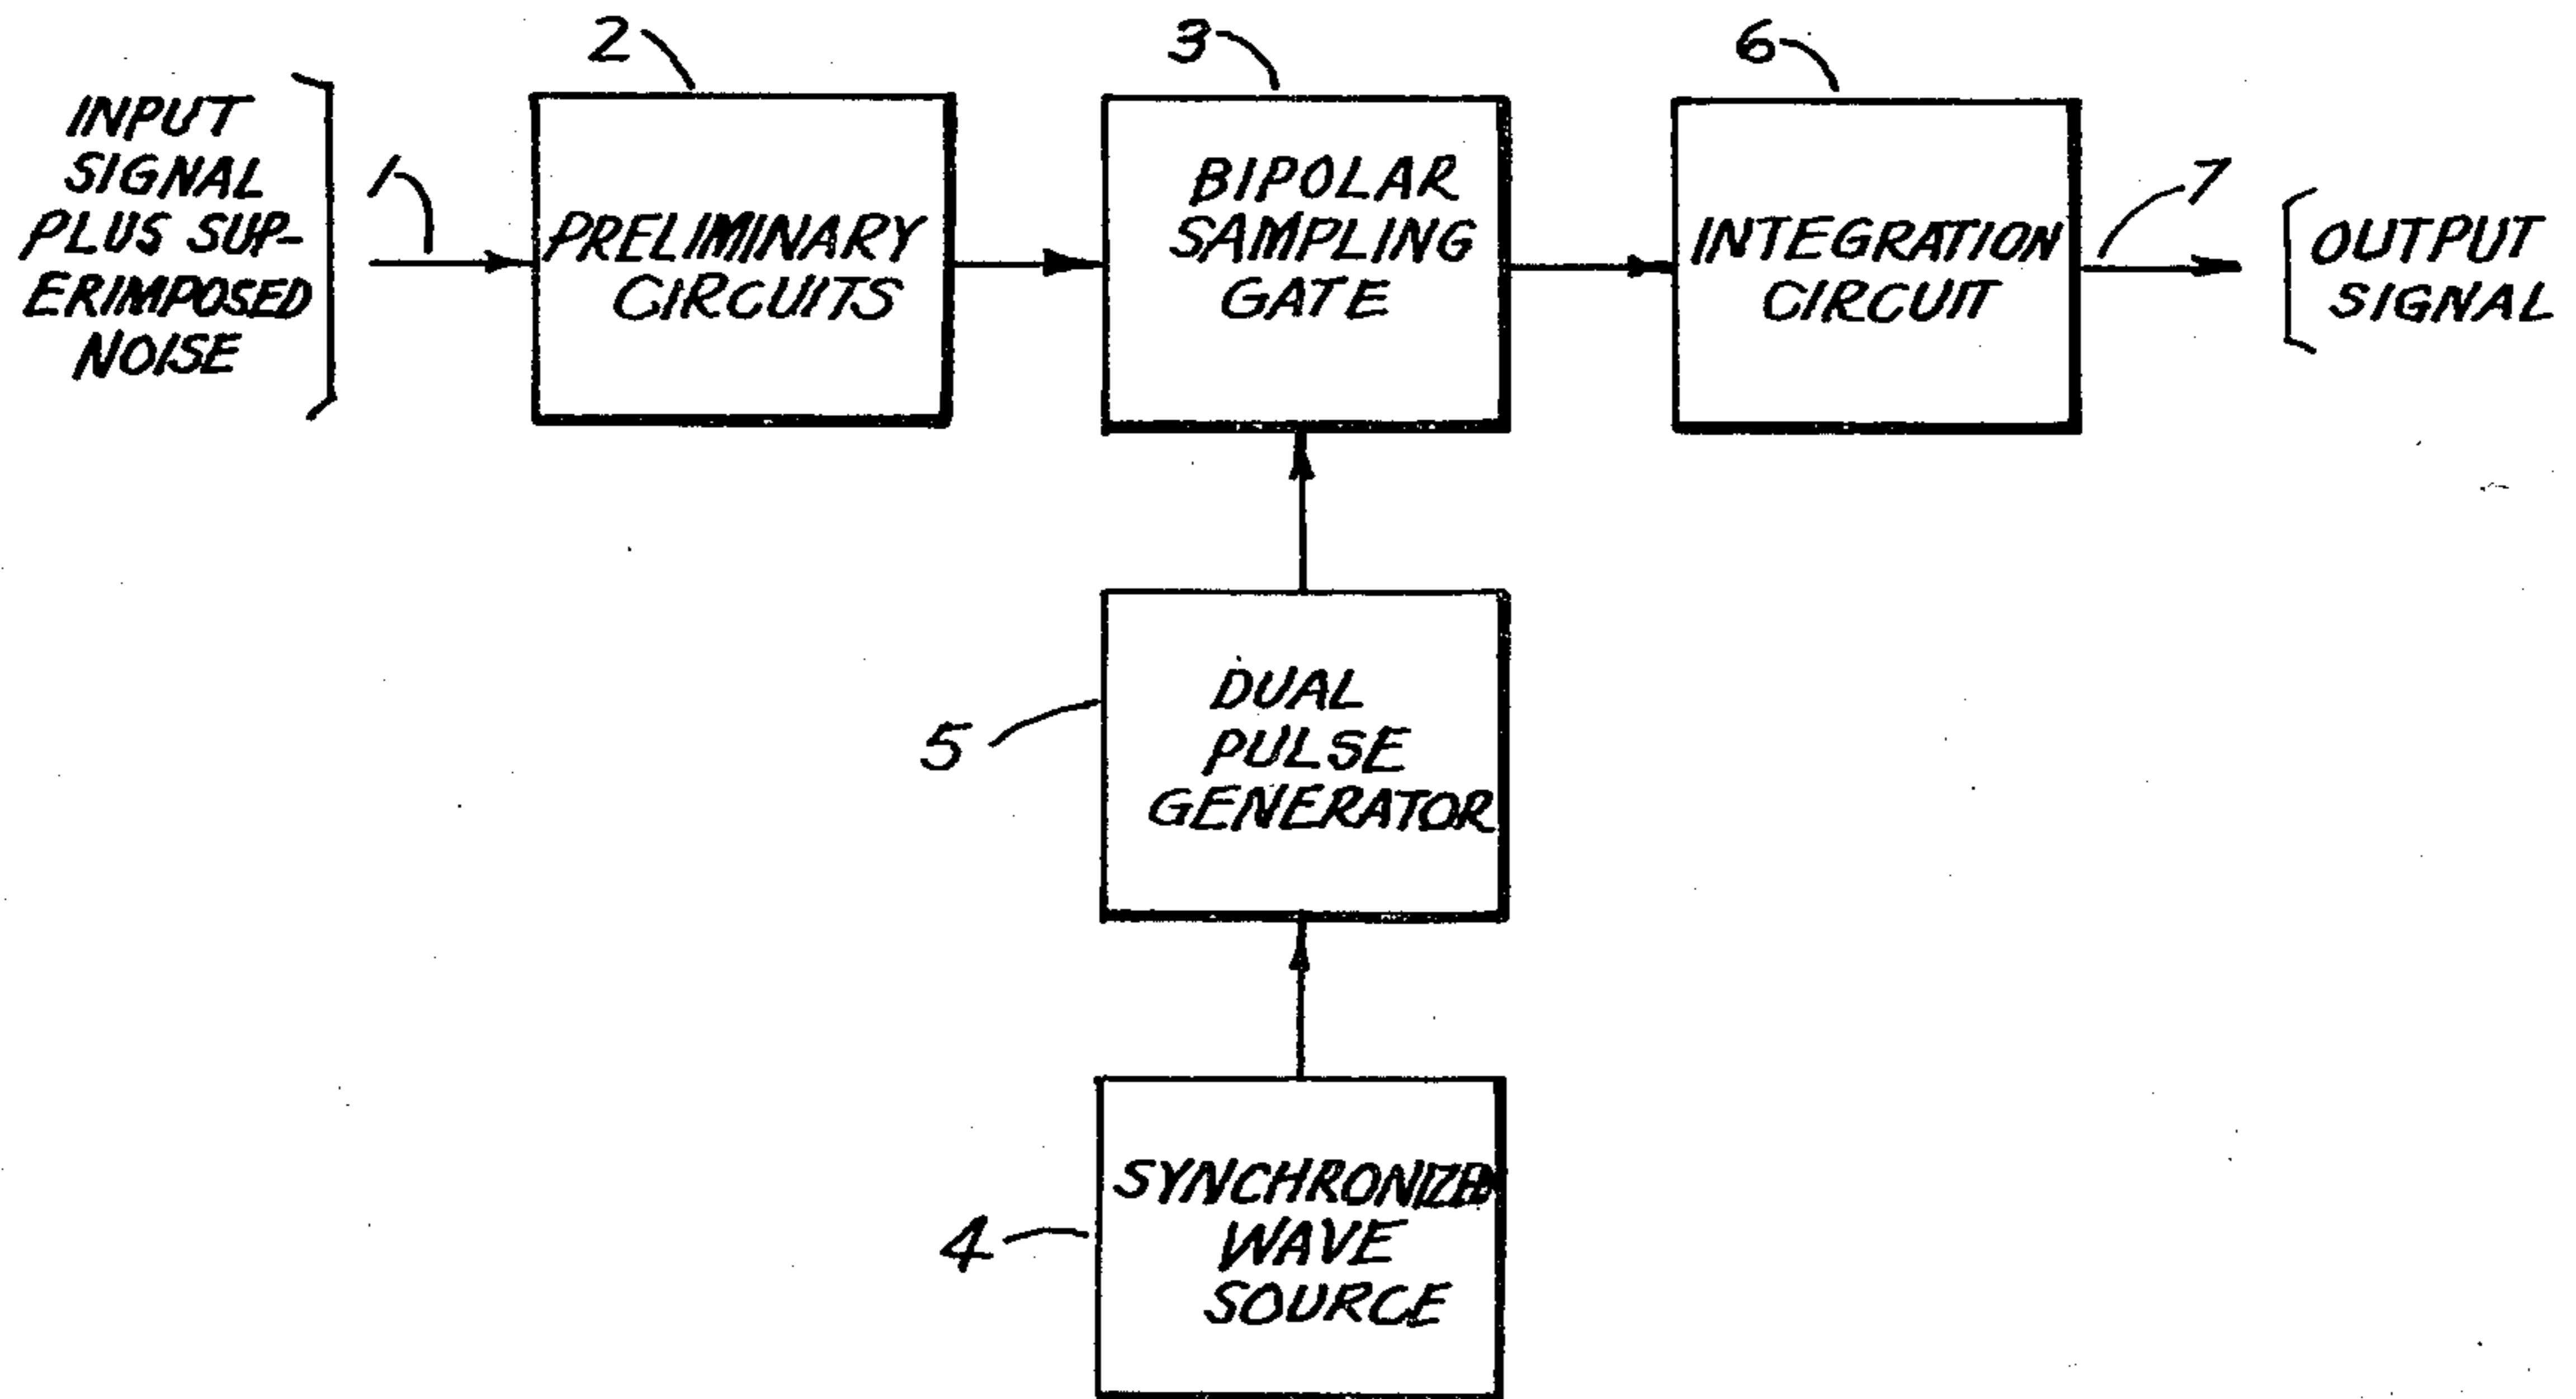 2
3
6
INPUT
SIGNAL
PLUS SUP-
ERIMPOSED
NOISE
1
PRELIMINARY
CIRCUITS
BIPOLAR
SAMPLING
GATE
INTEGRATION
CIRCUIT
7
OUTPUT
SIGNAL
5
DUAL
PULSE
GENERATOR
4
SYNCHRONIZED
WAVE
SOURCE